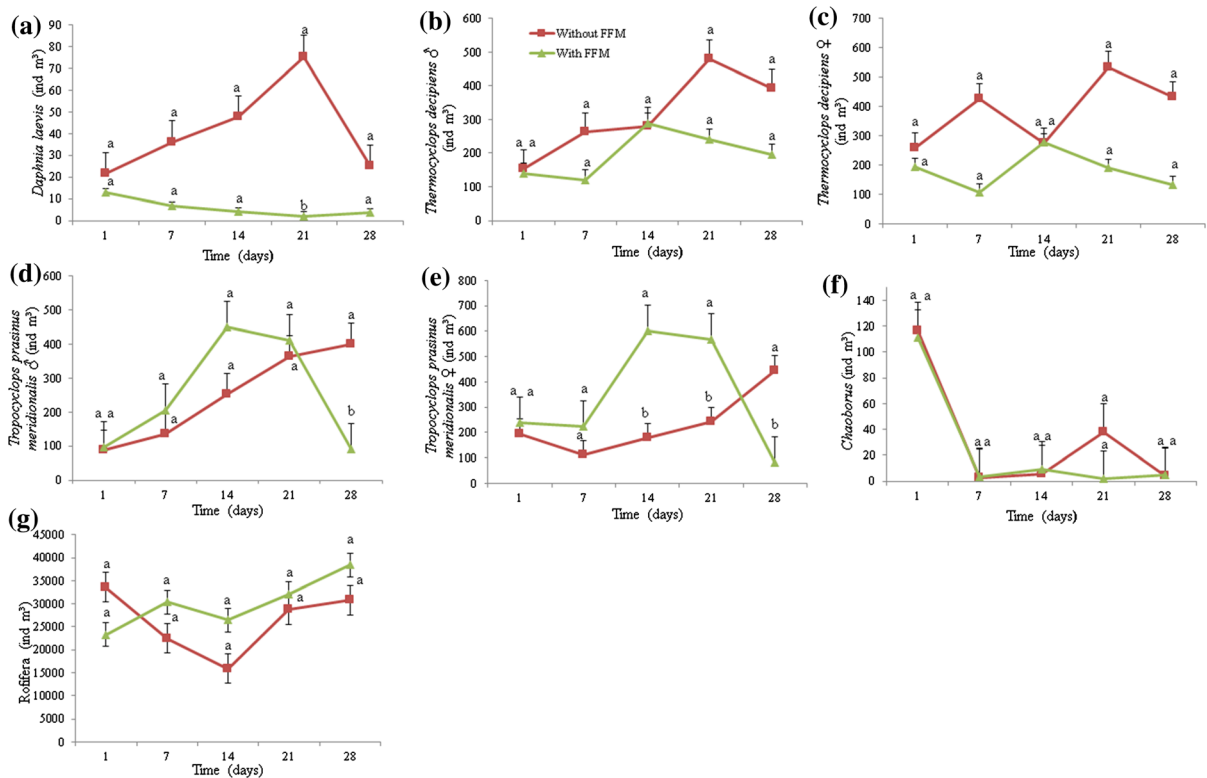 (a)
Daphnia laevis (ind m³)
90
80
70
60
50
40
30
20
10
0
a
a
a
a
a
a
a
a
b
a
1 7 14 21 28
Time (days)
(b)
Thermocyclops decipiens ♂
(ind m³)
600
500
400
300
200
100
0
Without FFM
With FFM
a a
a
a
a
a
a
a
a
a
1 7 14 21 28
Time (days)
(c)
Thermocyclops decipiens ♀
(ind m³)
700
600
500
400
300
200
100
0
a
a
a
a
a a
a
a
a
a
1 7 14 21 28
Time (days)
(d)
Tropocyclops prasinus
meridionalis ♂ (ind m³)
600
500
400
300
200
100
0
a a
a
a
a
a
a
a
a
b
1 7 14 21 28
Time (days)
(e)
Tropocyclops prasinus
meridionalis ♀ (ind m³)
800
700
600
500
400
300
200
100
0
a a
a
a
a
b
a
b
a
b
1 7 14 21 28
Time (days)
(f)
Chaoborus (ind m³)
140
120
100
80
60
40
20
0
a a
a a
a a
a
a
a a
1 7 14 21 28
Time (days)
(g)
Rofifera (ind m³)
45000
40000
35000
30000
25000
20000
15000
10000
5000
0
a
a
a
a
a
a
a
a
a
a
1 7 14 21 28
Time (days)